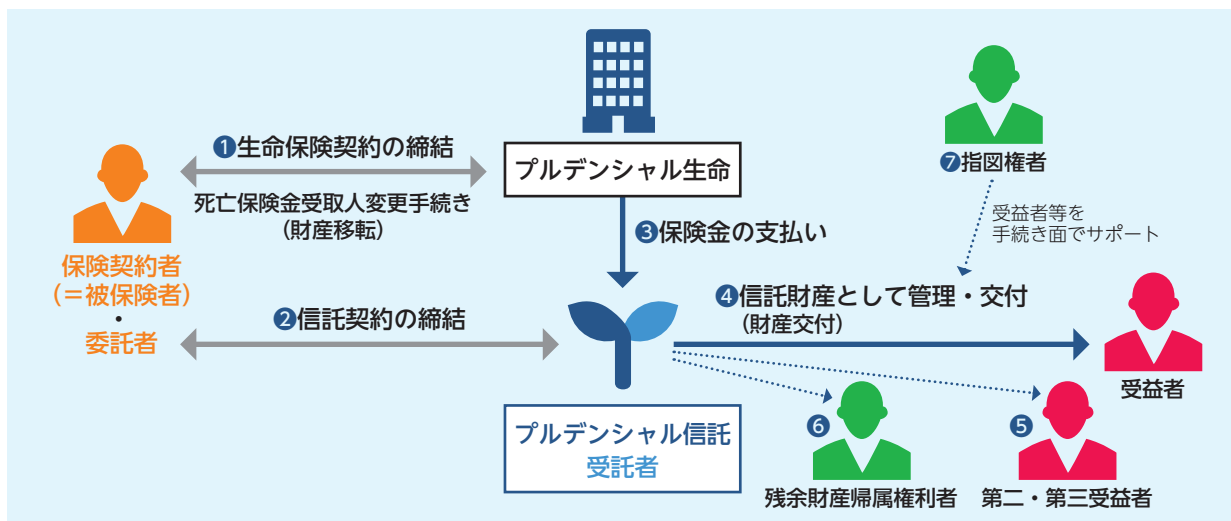 ❶生命保険契約の締結
死亡保険金受取人変更手続き
（財産移転）
保険契約者
（＝被保険者）
・
委託者
❷信託契約の締結
プルデンシャル生命
❸保険金の支払い
プルデンシャル信託
受託者
❼指図権者
受益者等を
手続き面でサポート
❹信託財産として管理・交付
（財産交付）
受益者
❻
残余財産帰属権利者
❺
第二・第三受益者